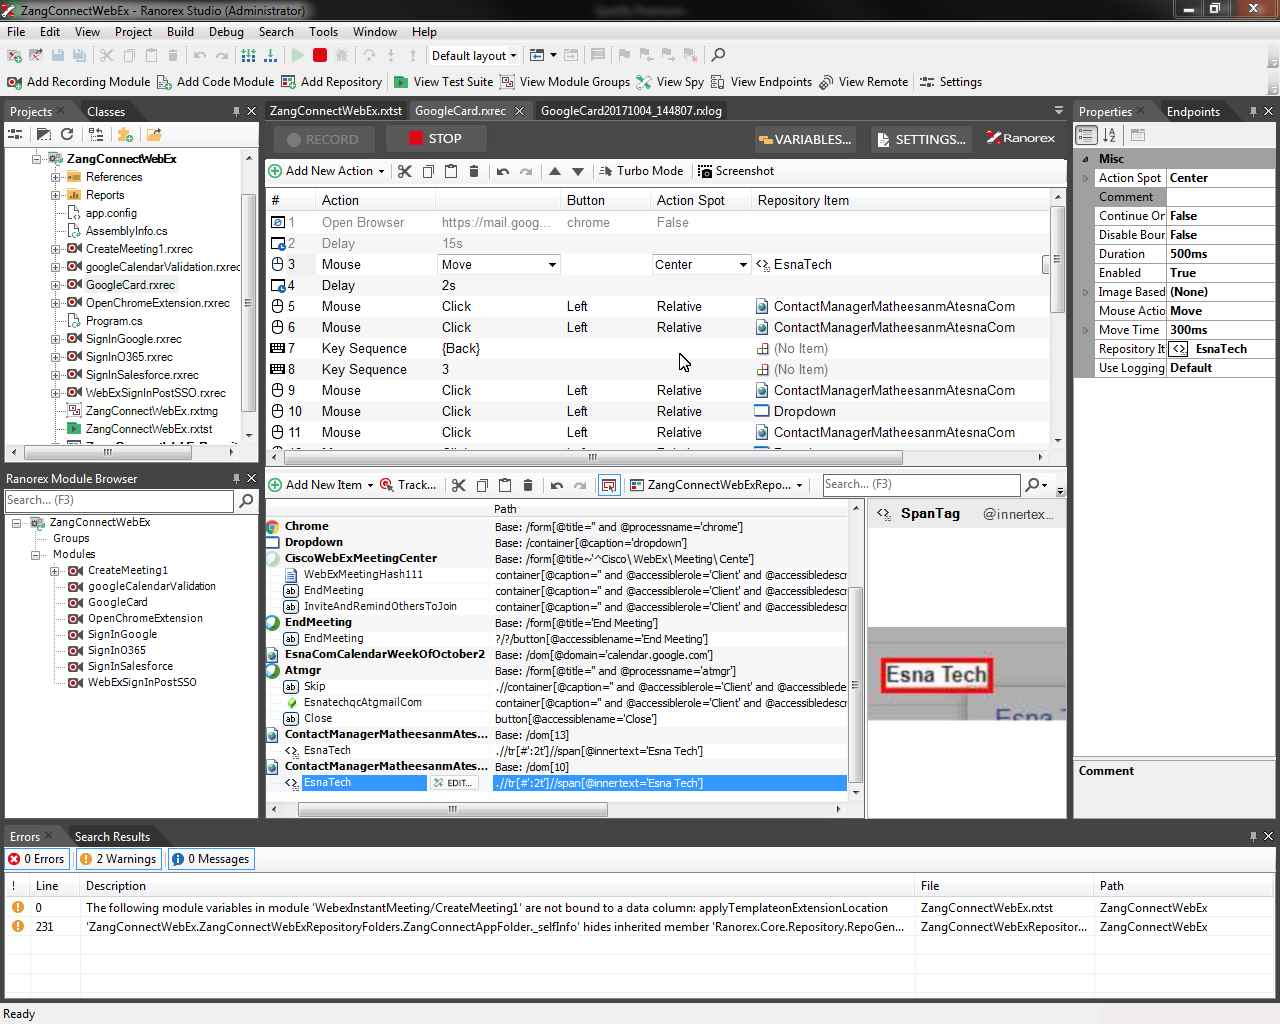 ZangConnectWebEx - Ranorex Studio (Administrator)
File Edit View Project Build Debug Search Tools Window Help
Default layout
Add Recording Module Add Code Module Add Repository View Test Suite View Module Groups View Spy View Endpoints View Remote Settings
Projects Classes
ZangConnectWebEx
References
Reports
app.config
AssemblyInfo.cs
CreateMeeting1.rxrec
googleCalendarValidation.rxrec
GoogleCard.rxrec
OpenChromeExtension.rxrec
Program.cs
SignInGoogle.rxrec
SignInO365.rxrec
SignInSalesforce.rxrec
WebExSignInPostSSO.rxrec
ZangConnectWebEx.rxtmg
ZangConnectWebEx.rxtst
Ranorex Module Browser
Search... (F3)
ZangConnectWebEx
Groups
Modules
CreateMeeting1
googleCalendarValidation
GoogleCard
OpenChromeExtension
SignInGoogle
SignInO365
SignInSalesforce
WebExSignInPostSSO
ZangConnectWebEx.rxtst GoogleCard.rxrec GoogleCard20171004_144807.rxlog
RECORD STOP VARIABLES... SETTINGS... Ranorex
Add New Action Turbo Mode Screenshot
# Action Button Action Spot Repository Item
1 Open Browser https://mail.goog... chrome False
2 Delay 15s
3 Mouse Move Center EsnaTech
4 Delay 2s
5 Mouse Click Left Relative ContactManagerMatheesanmAtesnaCom
6 Mouse Click Left Relative ContactManagerMatheesanmAtesnaCom
7 Key Sequence {Back} (No Item)
8 Key Sequence 3 (No Item)
9 Mouse Click Left Relative ContactManagerMatheesanmAtesnaCom
10 Mouse Click Left Relative Dropdown
11 Mouse Click Left Relative ContactManagerMatheesanmAtesnaCom
Add New Item Track... ZangConnectWebExRepo... Search... (F3)
Path
Chrome Base: /form[@title='' and @processname='chrome']
Dropdown Base: /container[@caption='dropdown']
CiscoWebExMeetingCenter Base: /form[@title~'^Cisco\ WebEx\ Meeting\ Cente']
WebExMeetingHash111 container[@caption='' and @accessiblerole='Client' and @accessibledescr
EndMeeting container[@caption='' and @accessiblerole='Client' and @accessibledescr
InviteAndRemindOthersToJoin container[@caption='' and @accessiblerole='Client' and @accessibledescr
EndMeeting Base: /form[@title='End Meeting']
EndMeeting ?/?/button[@accessiblename='End Meeting']
EsnaComCalendarWeekOfOctober2 Base: /dom[@domain='calendar.google.com']
Atmgr Base: /form[@title='' and @processname='atmgr']
Skip .//container[@caption='' and @accessiblerole='Client' and @accessiblede
EsnatechqcAtgmailCom container[@caption='' and @accessiblerole='Client' and @accessibledescr
Close button[@accessiblename='Close']
ContactManagerMatheesanmAtes... Base: /dom[13]
EsnaTech .//tr[#':2t']//span[@innertext='Esna Tech']
ContactManagerMatheesanmAtes... Base: /dom[10]
EsnaTech EDIT... .//tr[#':2t']//span[@innertext='Esna Tech']
SpanTag @innertex...
Esna Tech
Properties Endpoints
Misc
Action Spot Center
Comment
Continue Or False
Disable Bour False
Duration 500ms
Enabled True
Image Based (None)
Mouse Actio Move
Move Time 300ms
Repository It EsnaTech
Use Logging Default
Comment
Errors Search Results
0 Errors 2 Warnings 0 Messages
! Line Description File Path
0 The following module variables in module 'WebexInstantMeeting/CreateMeeting1' are not bound to a data column: applyTemplateonExtensionLocation ZangConnectWebEx.rxtst ZangConnectWebEx
231 'ZangConnectWebEx.ZangConnectWebExRepositoryFolders.ZangConnectAppFolder._selfInfo' hides inherited member 'Ranorex.Core.Repository.RepoGen... ZangConnectWebExRepositor... ZangConnectWebEx
Ready